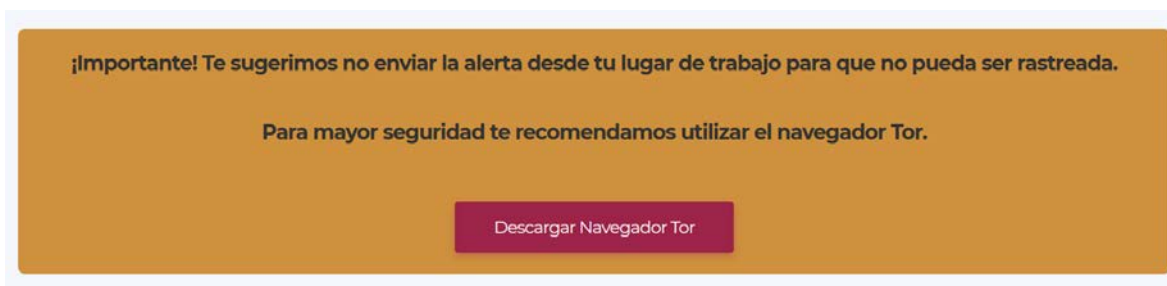 ¡Importante! Te sugerimos no enviar la alerta desde tu lugar de trabajo para que no pueda ser rastreada.
Para mayor seguridad te recomendamos utilizar el navegador Tor.
Descargar Navegador Tor